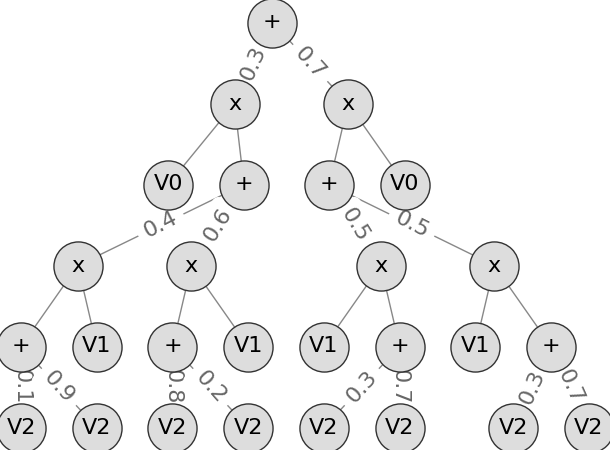 +
0.3 0.7
x x
V0 + + V0
0.4 0.6 0.5 0.5
x x x x
+ V1 + V1 V1 + V1 +
0.1 0.9 0.8 0.2 0.3 0.7 0.3 0.7
V2 V2 V2 V2 V2 V2 V2 V2